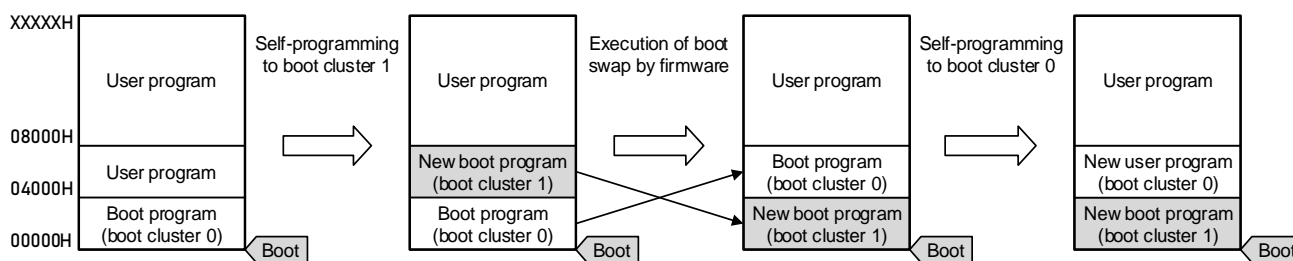 XXXXXH
08000H
04000H
00000H
User program
User program
Boot program
(boot cluster 0)
Boot
Self-programming
to boot cluster 1
User program
New boot program
(boot cluster 1)
Boot program
(boot cluster 0)
Boot
Execution of boot
swap by firmware
User program
Boot program
(boot cluster 0)
New boot program
(boot cluster 1)
Boot
Self-programming
to boot cluster 0
User program
New user program
(boot cluster 0)
New boot program
(boot cluster 1)
Boot